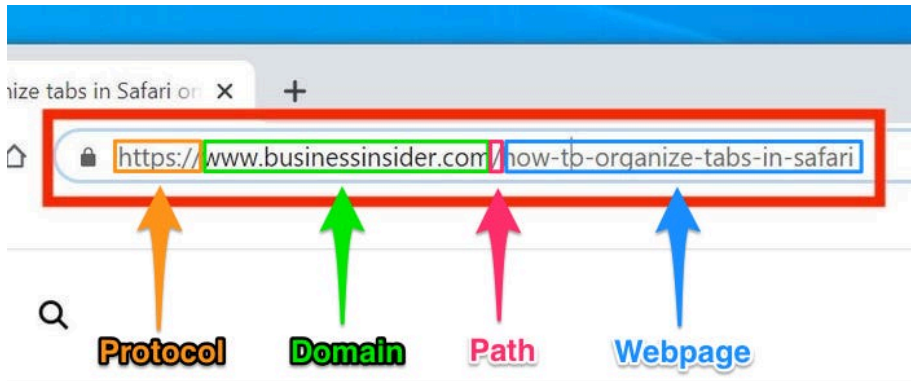 nize tabs in Safari or
https://www.businessinsider.com/how-to-organize-tabs-in-safari
Protocol
Domain
Path
Webpage